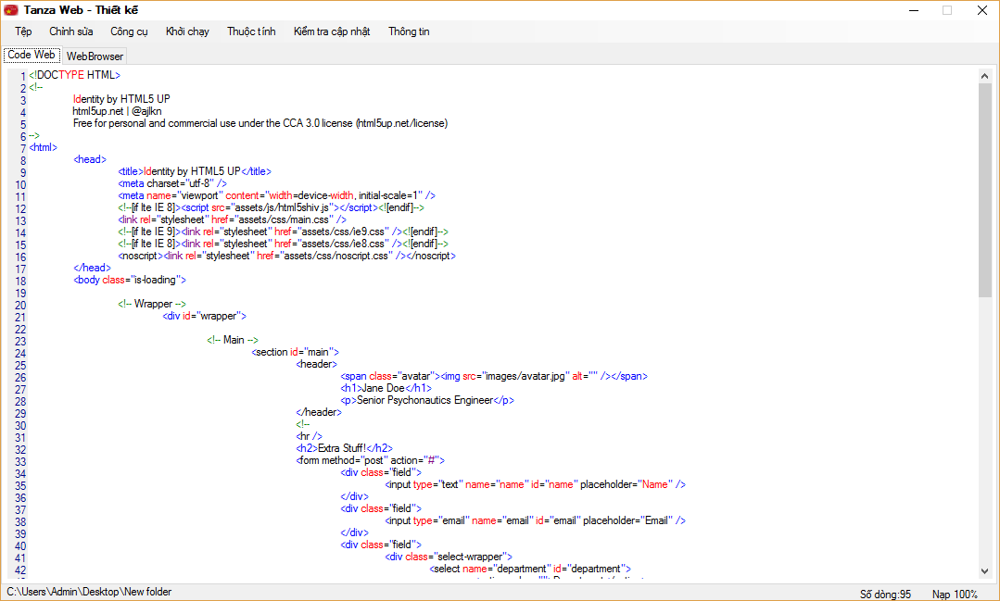 Tanza Web - Thiết kế
Tệp Chỉnh sửa Công cụ Khởi chạy Thuộc tính Kiểm tra cập nhật Thông tin
Code Web WebBrowser
1 <!DOCTYPE HTML>
2 <!--
3 Identity by HTML5 UP
4 html5up.net | @ajlkn
5 Free for personal and commercial use under the CCA 3.0 license (html5up.net/license)
6 -->
7 <html>
8 <head>
9 <title>Identity by HTML5 UP</title>
10 <meta charset="utf-8" />
11 <meta name="viewport" content="width=device-width, initial-scale=1" />
12 <!--[if lte IE 8]><script src="assets/js/html5shiv.js"></script><![endif]-->
13 <link rel="stylesheet" href="assets/css/main.css" />
14 <!--[if lte IE 9]><link rel="stylesheet" href="assets/css/ie9.css" /><![endif]-->
15 <!--[if lte IE 8]><link rel="stylesheet" href="assets/css/ie8.css" /><![endif]-->
16 <noscript><link rel="stylesheet" href="assets/css/noscript.css" /></noscript>
17 </head>
18 <body class="is-loading">
19
20 <!-- Wrapper -->
21 <div id="wrapper">
22
23 <!-- Main -->
24 <section id="main">
25 <header>
26 <span class="avatar"><img src="images/avatar.jpg" alt="" /></span>
27 <h1>Jane Doe</h1>
28 <p>Senior Psychonautics Engineer</p>
29 </header>
30 <!--
31 <hr />
32 <h2>Extra Stuff!</h2>
33 <form method="post" action="#">
34 <div class="field">
35 <input type="text" name="name" id="name" placeholder="Name" />
36 </div>
37 <div class="field">
38 <input type="email" name="email" id="email" placeholder="Email" />
39 </div>
40 <div class="field">
41 <div class="select-wrapper">
42 <select name="department" id="department">
C:\Users\Admin\Desktop\New folder Số dòng:95 Nạp 100%